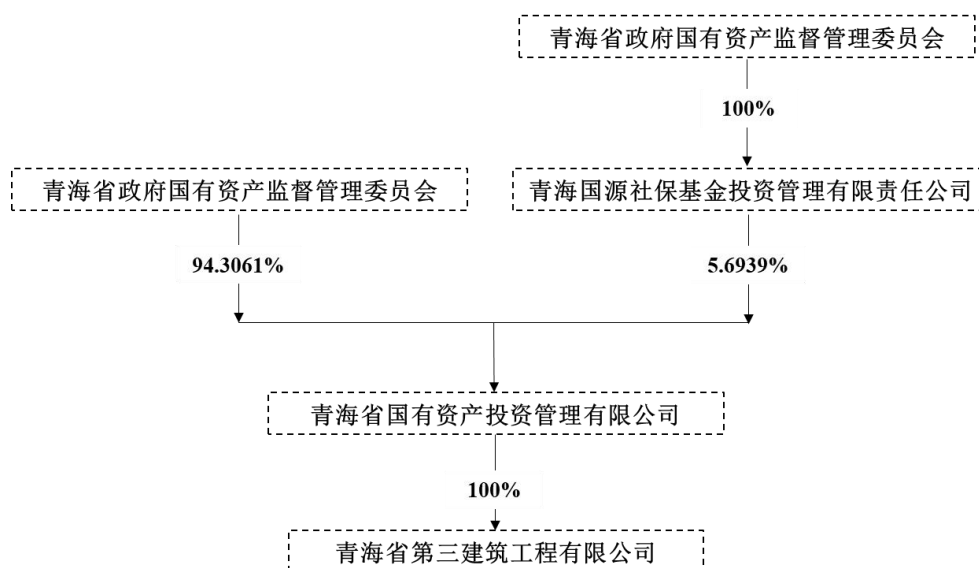 青海省政府国有资产监督管理委员会
100%
青海省政府国有资产监督管理委员会
青海国源社保基金投资管理有限责任公司
94.3061%
5.6939%
青海省国有资产投资管理有限公司
100%
青海省第三建筑工程有限公司